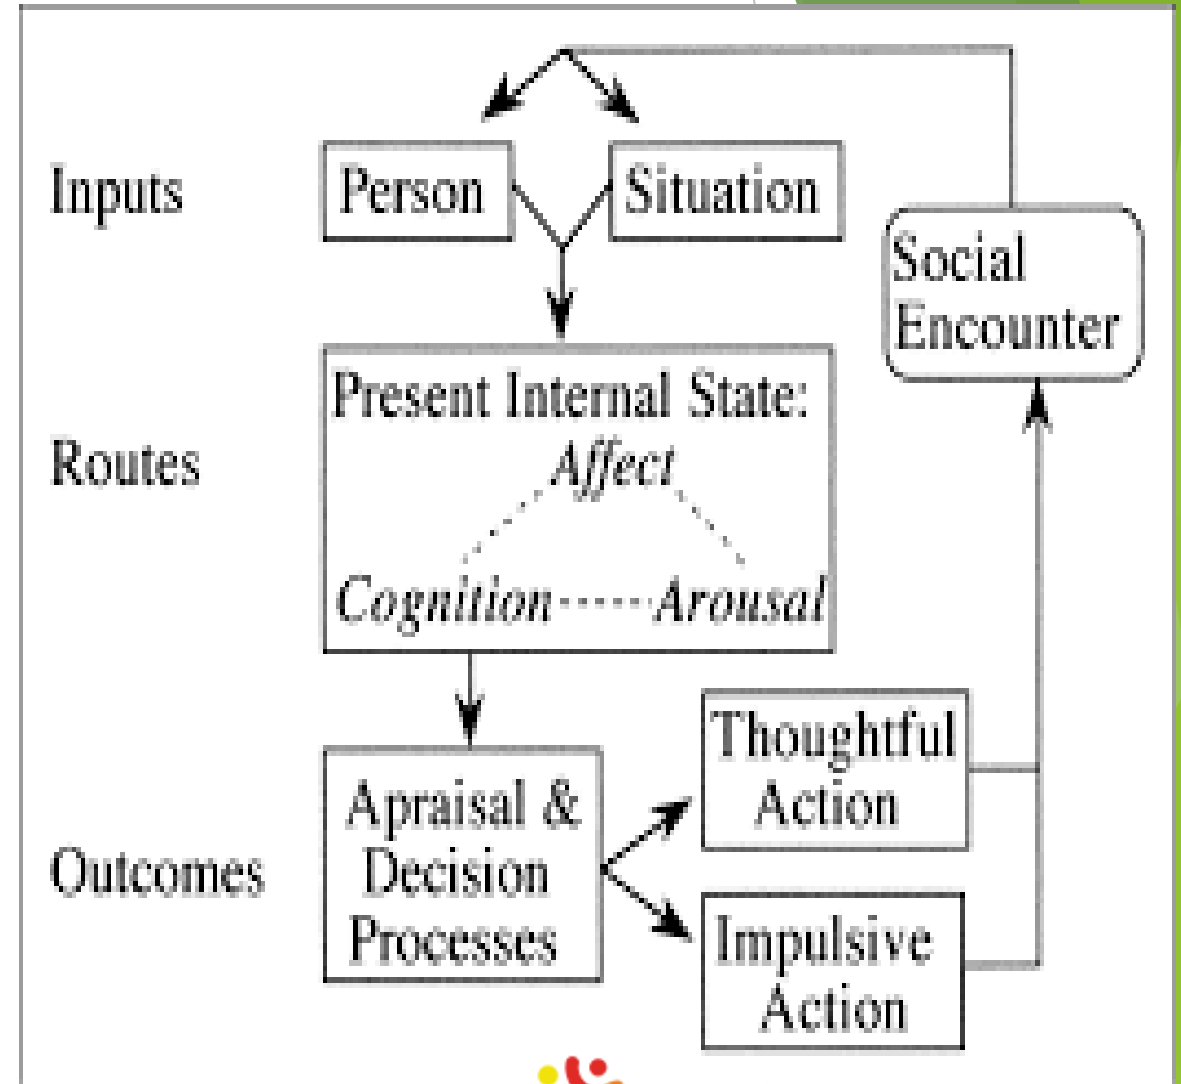 Inputs
Person
Situation
Social
Encounter
Routes
Present Internal State:
Affect
Cognition
Arousal
Outcomes
Apraisal &
Decision
Processes
Thoughtful
Action
Impulsive
Action